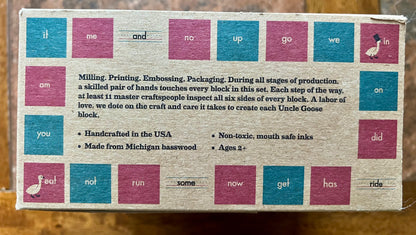 it me and no up go we in
am
Milling. Printing. Embossing. Packaging. During all stages of production,
a skilled pair of hands touches every block in this set. Each step of the way,
at least 11 master craftspeople inspect all six sides of every block. A labor of
love, we dote on the craft and care it takes to create each Uncle Goose
block.
on
you
• Handcrafted in the USA
• Made from Michigan basswood
• Non-toxic, mouth safe inks
• Ages 2+
did
eat not run some now get has ride